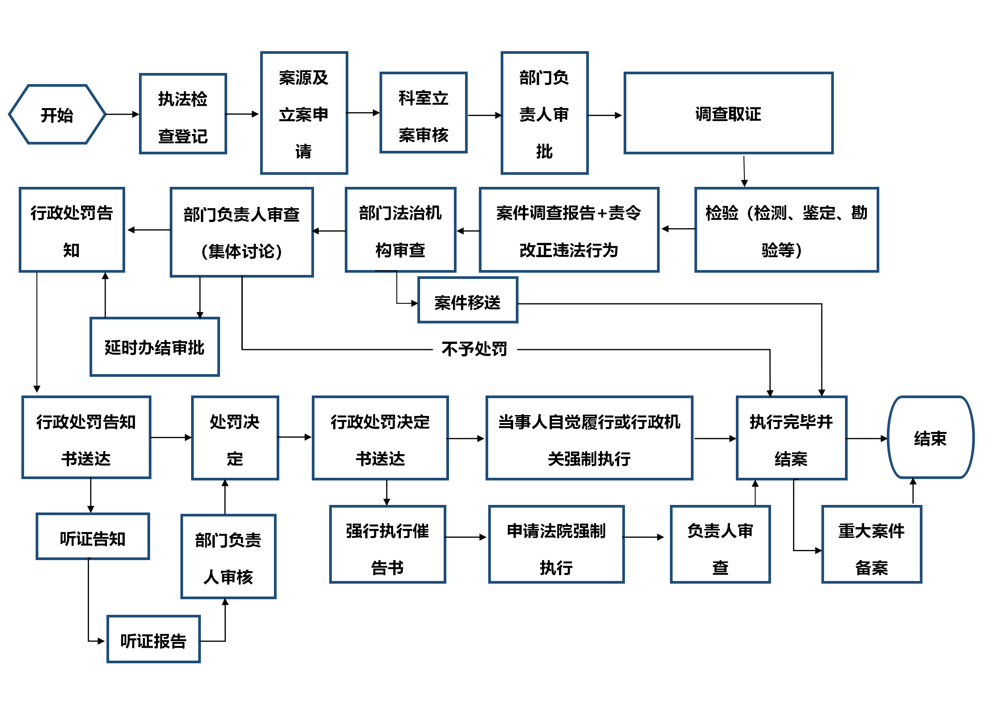 开始
执法检
查登记
案源及
立案申
请
科室立
案审核
部门负
责人审
批
调查取证
行政处罚告
知
部门负责人审查
（集体讨论）
部门法治机
构审查
案件调查报告+责令
改正违法行为
检验（检测、鉴定、勘
验等）
案件移送
延时办结审批
不予处罚
行政处罚告知
书送达
处罚决
定
行政处罚决定
书送达
当事人自觉履行或行政机
关强制执行
执行完毕并
结案
结束
听证告知
部门负责
人审核
强行执行催
告书
申请法院强制
执行
负责人审
查
重大案件
备案
听证报告